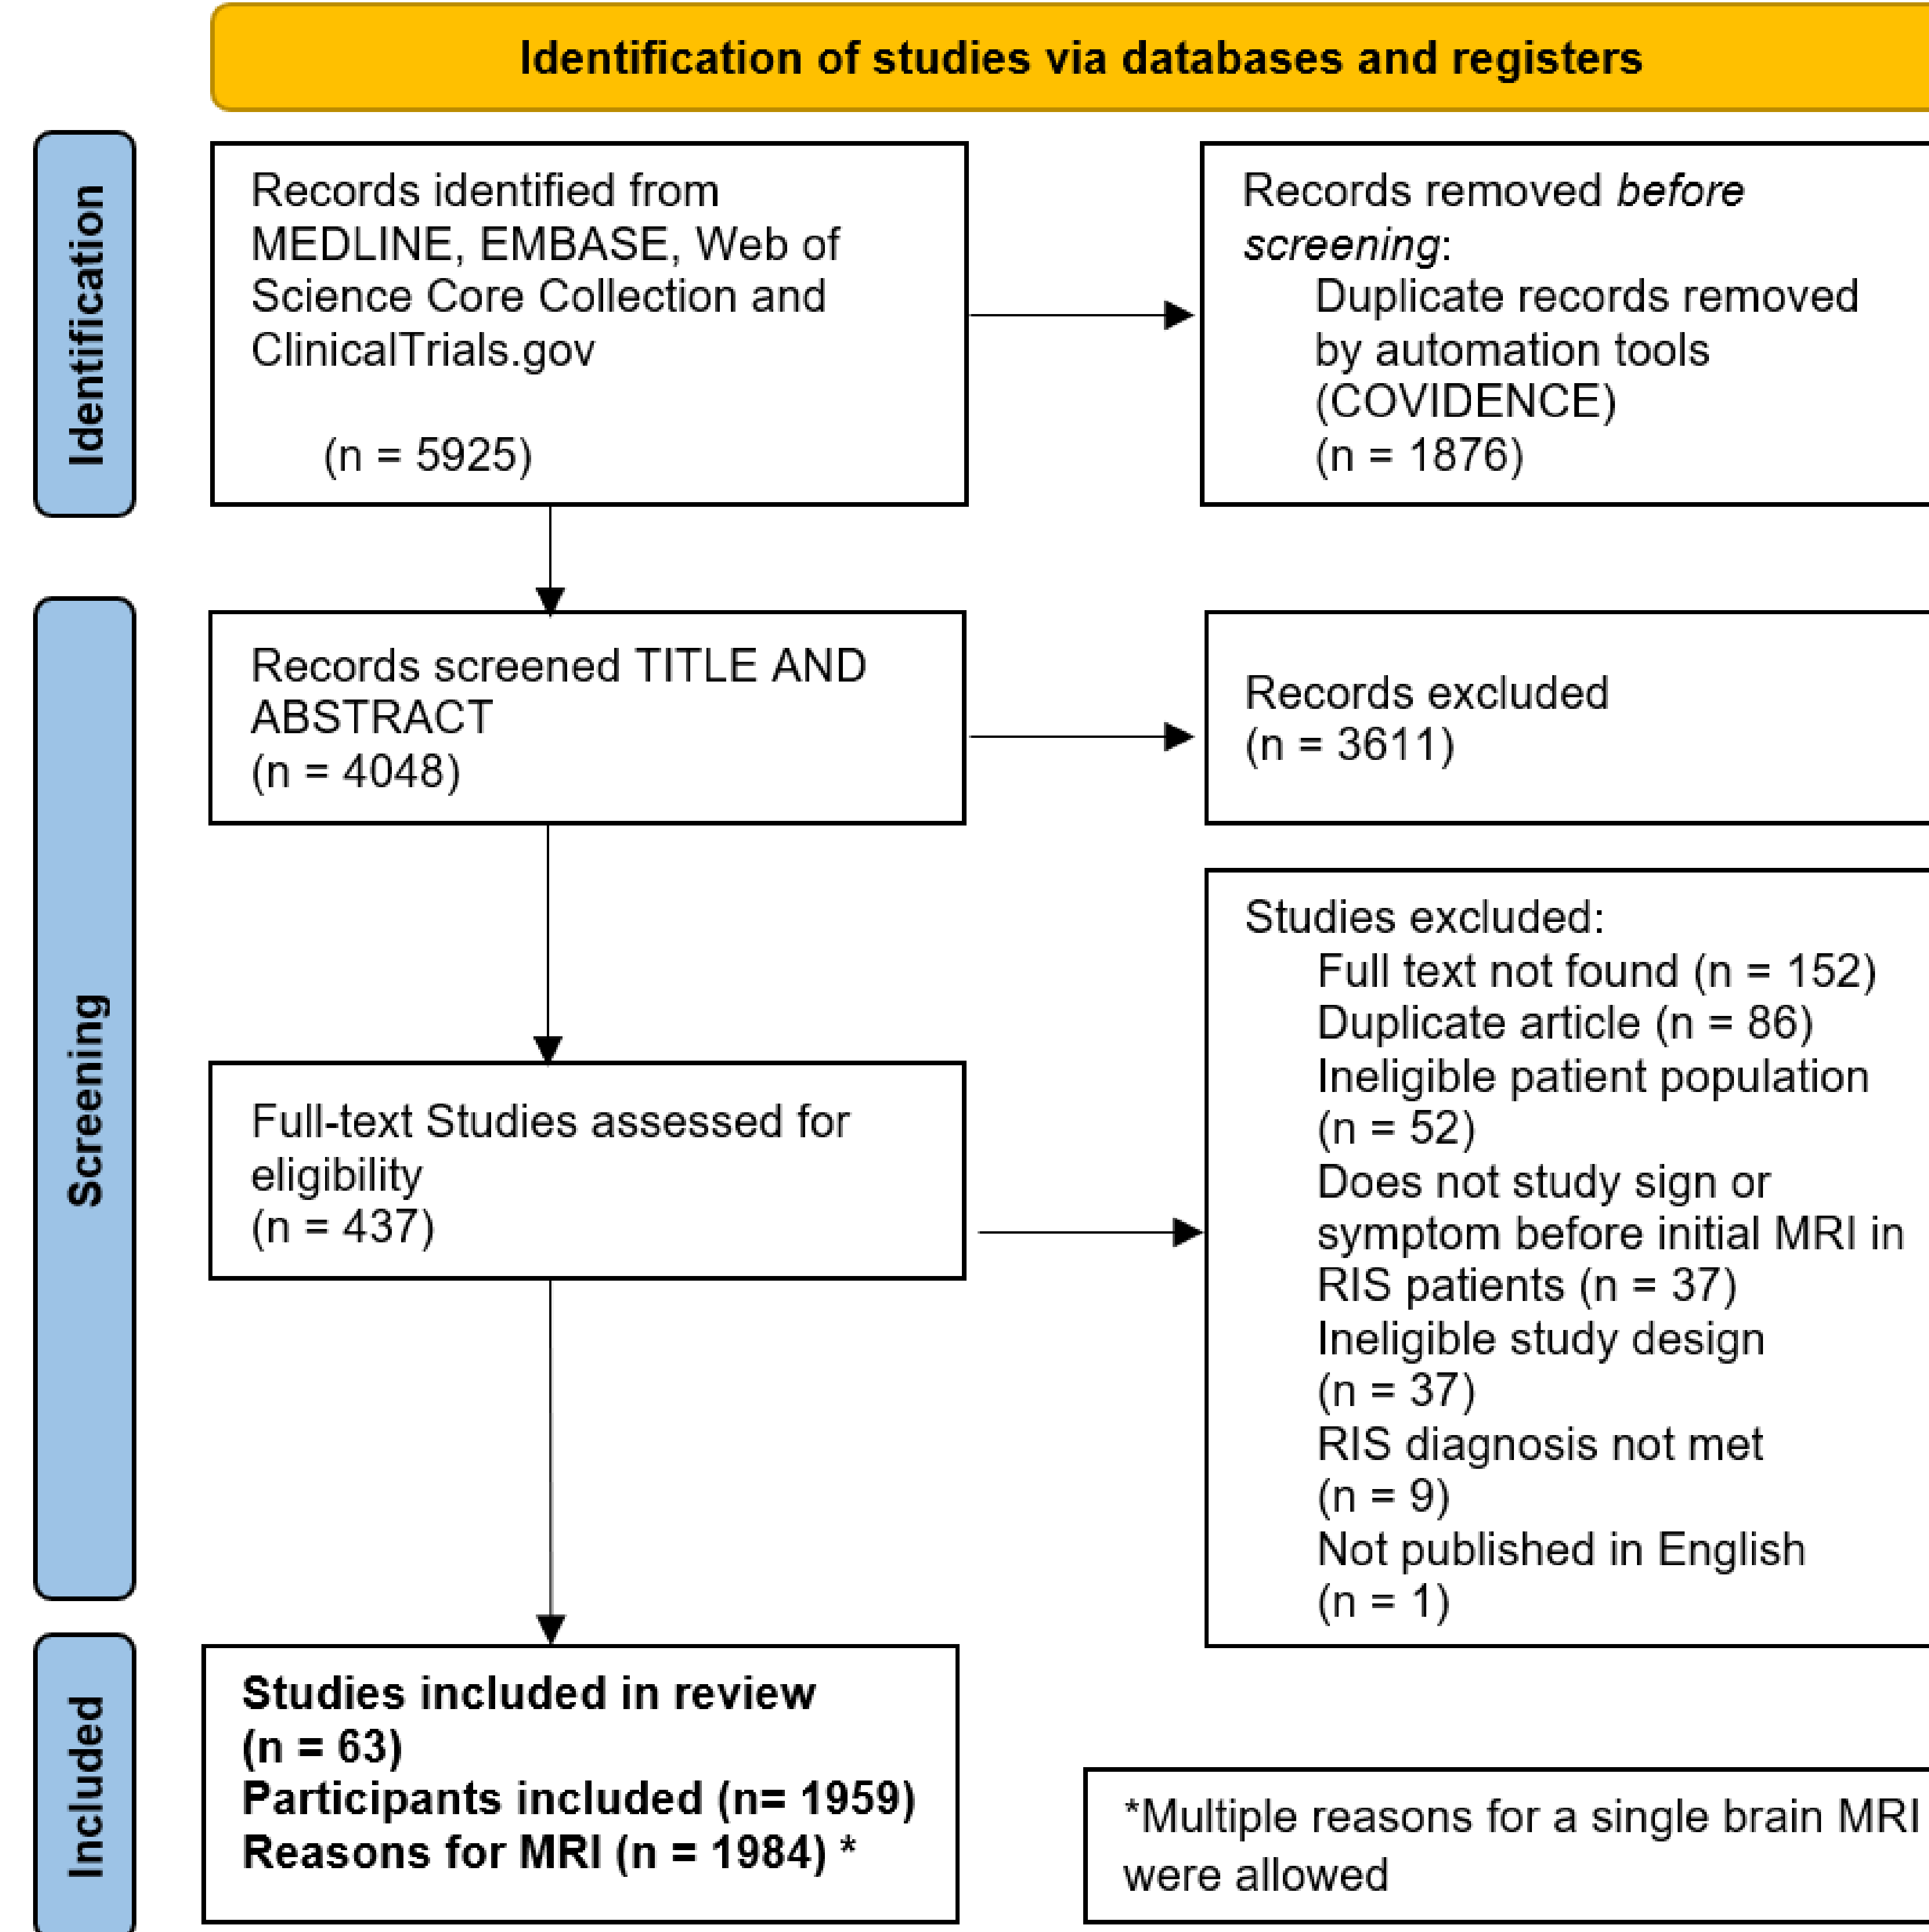 Identification of studies via databases and registers
Identification
Records identified from
MEDLINE, EMBASE, Web of
Science Core Collection and
ClinicalTrials.gov
(n = 5925)
Records removed before
screening:
Duplicate records removed
by automation tools
(COVIDENCE)
(n = 1876)
Screening
Records screened TITLE AND
ABSTRACT
(n = 4048)
Records excluded
(n = 3611)
Full-text Studies assessed for
eligibility
(n = 437)
Studies excluded:
Full text not found (n = 152)
Duplicate article (n = 86)
Ineligible patient population
(n = 52)
Does not study sign or
symptom before initial MRI in
RIS patients (n = 37)
Ineligible study design
(n = 37)
RIS diagnosis not met
(n = 9)
Not published in English
(n = 1)
Included
Studies included in review
(n = 63)
Participants included (n= 1959)
Reasons for MRI (n = 1984) *
*Multiple reasons for a single brain MRI
were allowed